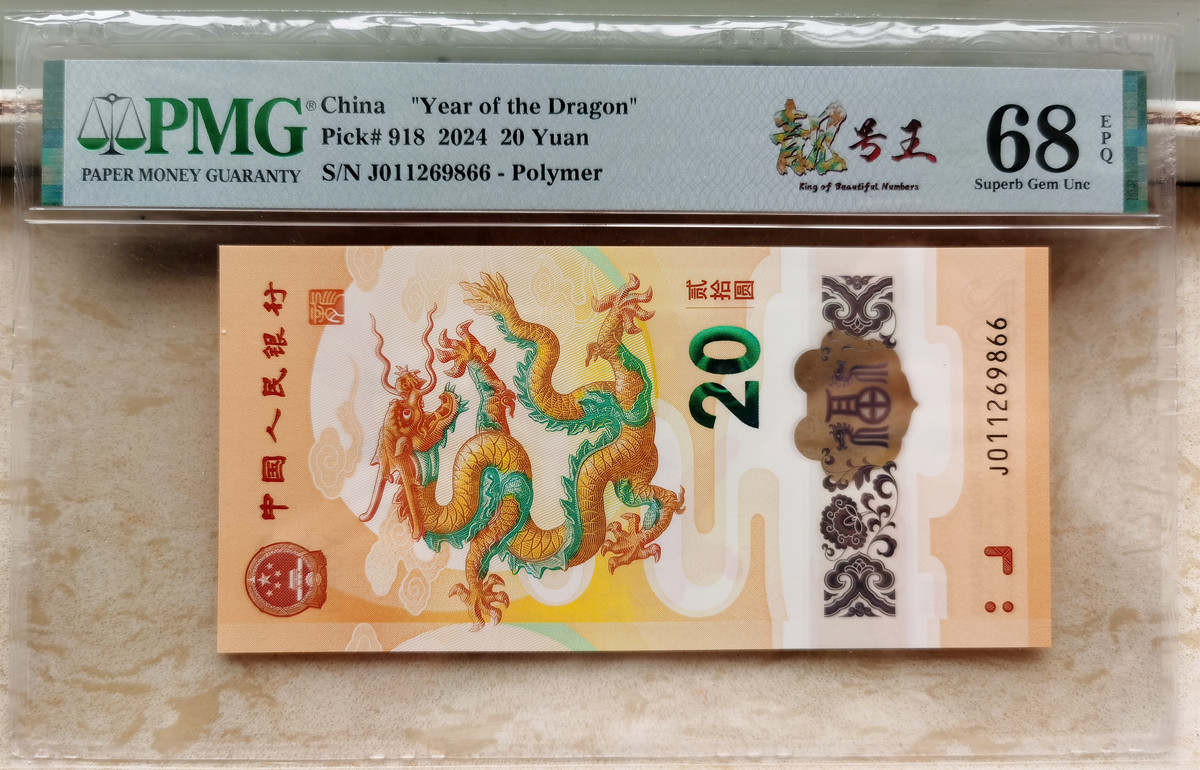 PMG®
PAPER MONEY GUARANTY
China "Year of the Dragon"
Pick# 918 2024 20 Yuan
S/N J011269866 - Polymer
靓号王
King of Beautiful Numbers
68
EPQ
Superb Gem Unc
中国人民银行
贰拾圆
20
J011269866